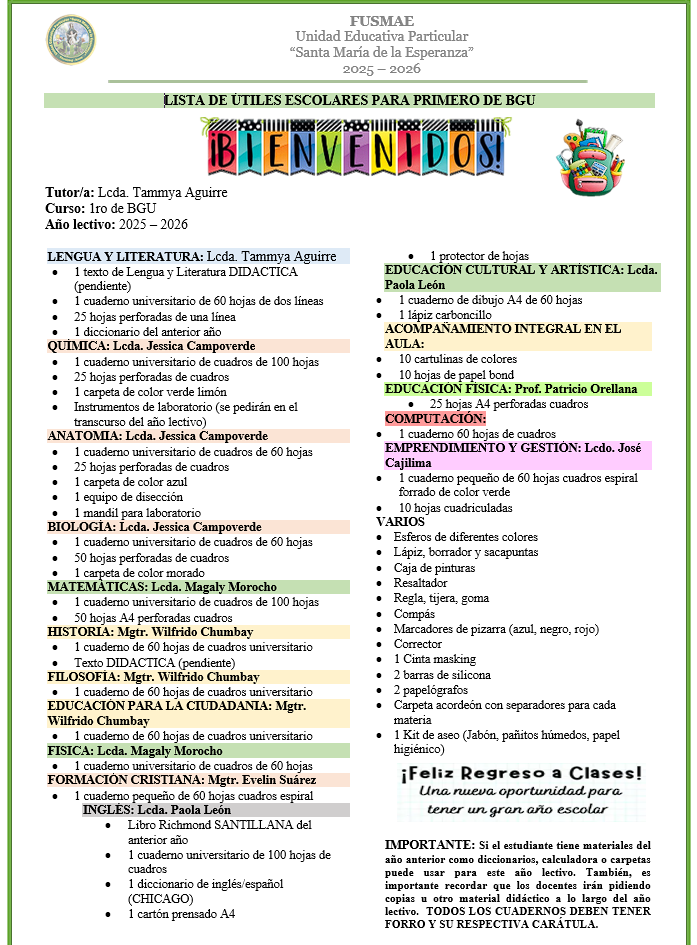 FUSMAE
Unidad Educativa Particular
“Santa María de la Esperanza”
2025 – 2026
LISTA DE ÚTILES ESCOLARES PARA PRIMERO DE BGU
¡BIENVENIDOS!
Tutor/a: Lcda. Tammya Aguirre
Curso: 1ro de BGU
Año lectivo: 2025 – 2026
LENGUA Y LITERATURA: Lcda. Tammya Aguirre
• 1 texto de Lengua y Literatura DIDACTICA
(pendiente)
• 1 cuaderno universitario de 60 hojas de dos líneas
• 25 hojas perforadas de una línea
• 1 diccionario del anterior año
QUÍMICA: Lcda. Jessica Campoverde
• 1 cuaderno universitario de cuadros de 100 hojas
• 25 hojas perforadas de cuadros
• 1 carpeta de color verde limón
• Instrumentos de laboratorio (se pedirán en el
transcurso del año lectivo)
ANATOMIA: Lcda. Jessica Campoverde
• 1 cuaderno universitario de cuadros de 60 hojas
• 25 hojas perforadas de cuadros
• 1 carpeta de color azul
• 1 equipo de disección
• 1 mandil para laboratorio
BIOLOGÍA: Lcda. Jessica Campoverde
• 1 cuaderno universitario de cuadros de 60 hojas
• 50 hojas perforadas de cuadros
• 1 carpeta de color morado
MATEMÁTICAS: Lcda. Magaly Morocho
• 1 cuaderno universitario de cuadros de 100 hojas
• 50 hojas A4 perforadas cuadros
HISTORIA: Mgtr. Wilfrido Chumbay
• 1 cuaderno de 60 hojas de cuadros universitario
• Texto DIDACTICA (pendiente)
FILOSOFÍA: Mgtr. Wilfrido Chumbay
• 1 cuaderno de 60 hojas de cuadros universitario
EDUCACIÓN PARA LA CIUDADANIA: Mgtr.
Wilfrido Chumbay
• 1 cuaderno de 60 hojas de cuadros universitario
FISICA: Lcda. Magaly Morocho
• 1 cuaderno universitario de cuadros de 60 hojas
FORMACIÓN CRISTIANA: Mgtr. Evelin Suárez
• 1 cuaderno pequeño de 60 hojas cuadros espiral
INGLÉS: Lcda. Paola León
• Libro Richmond SANTILLANA del
anterior año
• 1 cuaderno universitario de 100 hojas de
cuadros
• 1 diccionario de inglés/español
(CHICAGO)
• 1 cartón prensado A4
• 1 protector de hojas
EDUCACIÓN CULTURAL Y ARTÍSTICA: Lcda.
Paola León
• 1 cuaderno de dibujo A4 de 60 hojas
• 1 lápiz carboncillo
ACOMPAÑAMIENTO INTEGRAL EN EL
AULA:
• 10 cartulinas de colores
• 10 hojas de papel bond
EDUCACIÓN FÍSICA: Prof. Patricio Orellana
• 25 hojas A4 perforadas cuadros
COMPUTACIÓN:
• 1 cuaderno 60 hojas de cuadros
EMPRENDIMIENTO Y GESTIÓN: Lcdo. José
Cajilima
• 1 cuaderno pequeño de 60 hojas cuadros espiral
forrado de color verde
• 10 hojas cuadriculadas
VARIOS
• Esferos de diferentes colores
• Lápiz, borrador y sacapuntas
• Caja de pinturas
• Resaltador
• Regla, tijera, goma
• Compás
• Marcadores de pizarra (azul, negro, rojo)
• Corrector
• 1 Cinta masking
• 2 barras de silicona
• 2 papelógrafos
• Carpeta acordeón con separadores para cada
materia
• 1 Kit de aseo (Jabón, pañitos húmedos, papel
higiénico)
¡Feliz Regreso a Clases!
Una nueva oportunidad para
tener un gran año escolar
IMPORTANTE: Si el estudiante tiene materiales del
año anterior como diccionarios, calculadora o carpetas
puede usar para este año lectivo. También, es
importante recordar que los docentes irán pidiendo
copias u otro material didáctico a lo largo del año
lectivo. TODOS LOS CUADERNOS DEBEN TENER
FORRO Y SU RESPECTIVA CARÁTULA.